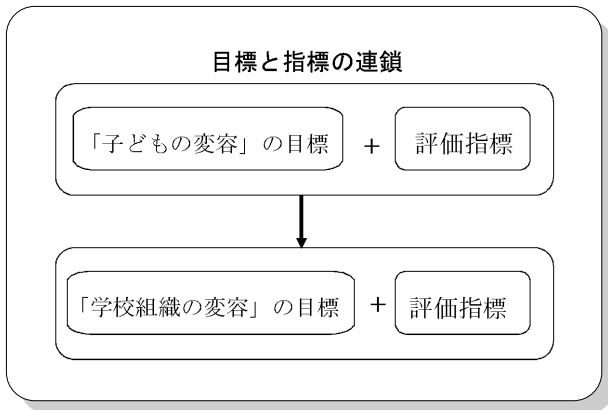 目標と指標の連鎖
「子どもの変容」の目標 + 評価指標
「学校組織の変容」の目標 + 評価指標